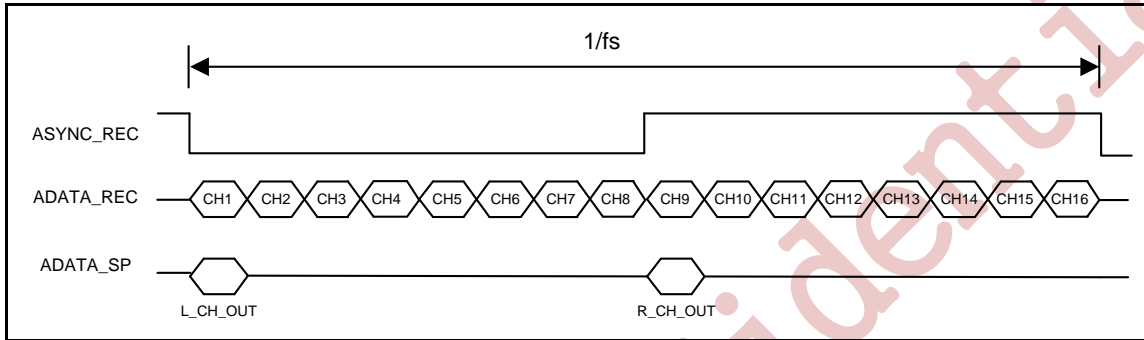 1/fs
ASYNC_REC
ADATA_REC CH1 CH2 CH3 CH4 CH5 CH6 CH7 CH8 CH9 CH10 CH11 CH12 CH13 CH14 CH15 CH16
ADATA_SP
L_CH_OUT R_CH_OUT
identi